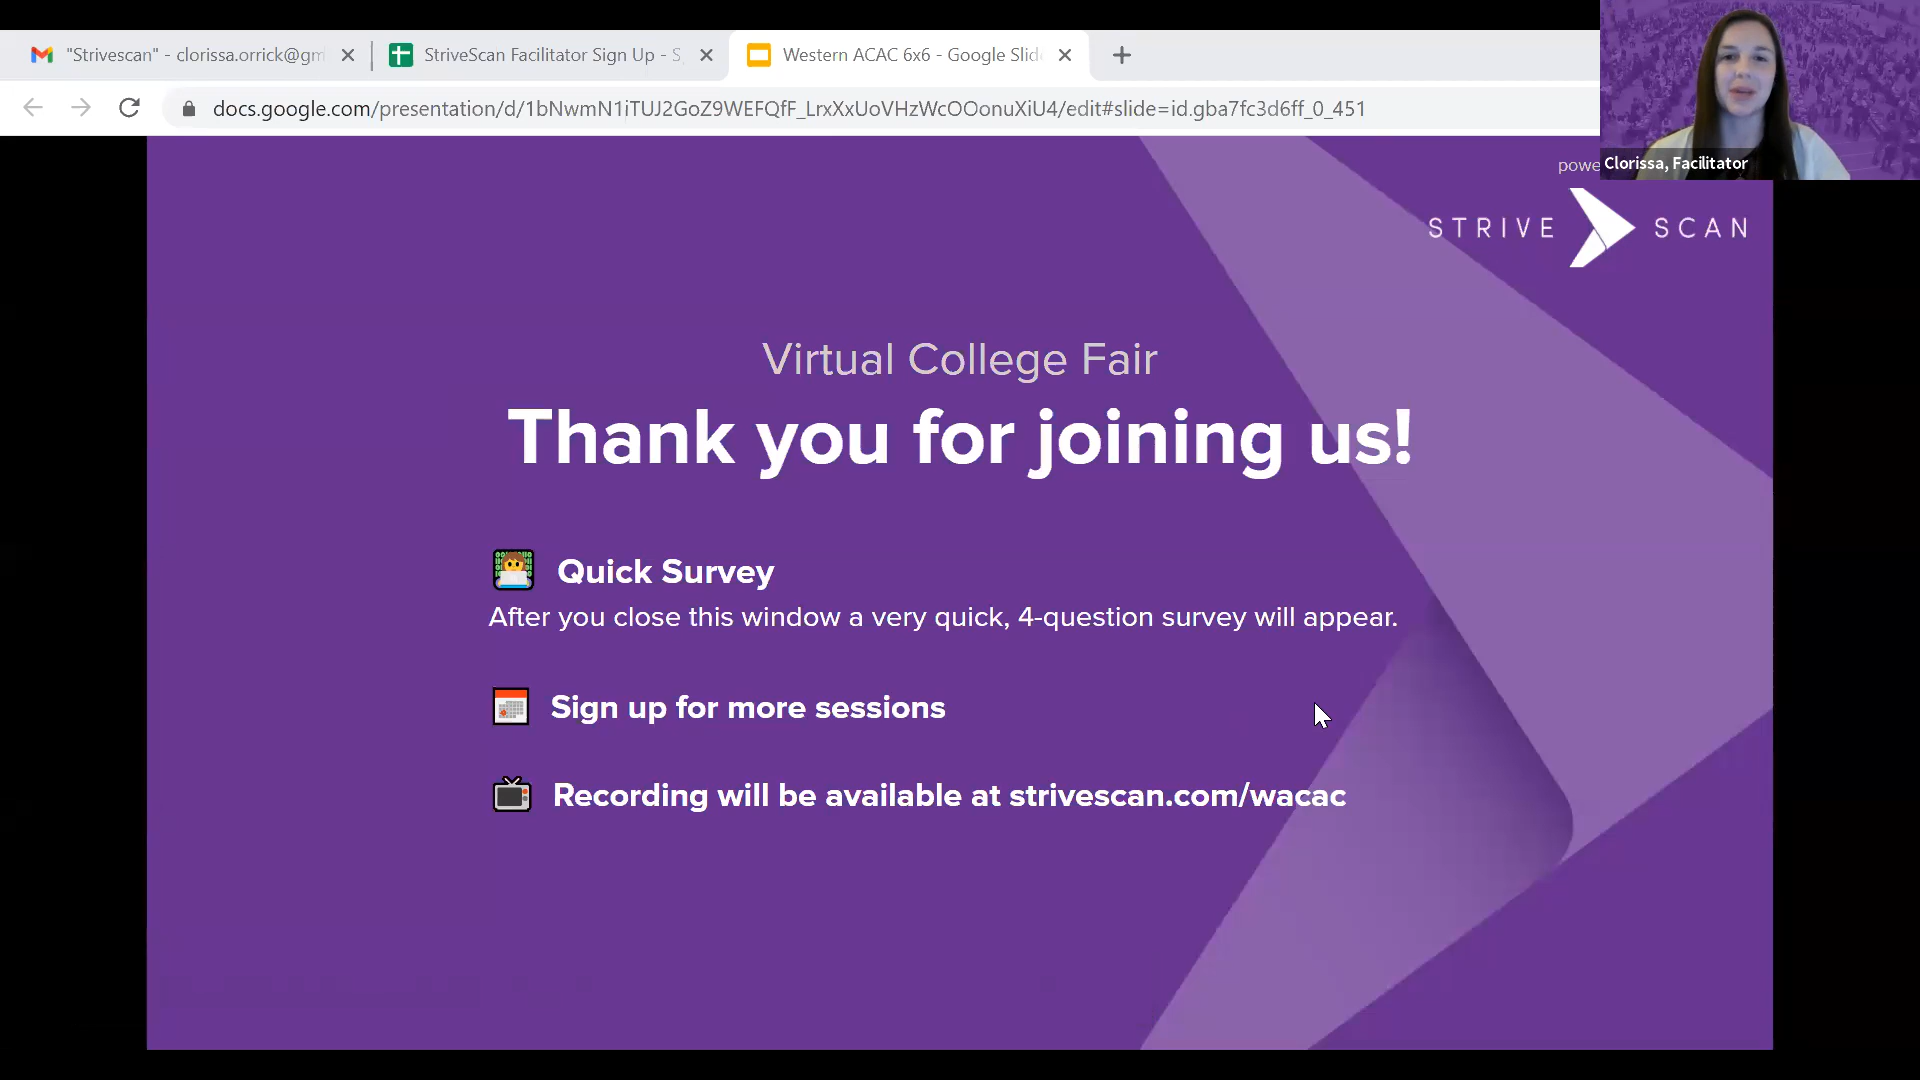 "Strivescan" - clorissa.orrick@gm
StriveScan Facilitator Sign Up - S
Western ACAC 6x6 - Google Slid
docs.google.com/presentation/d/1bNwmN1iTUJ2GoZ9WEFQfF_LrxXxUoVHzWcOOonuXiU4/edit#slide=id.gba7fc3d6ff_0_451
Clorissa, Facilitator
STRIVE SCAN
Virtual College Fair
Thank you for joining us!
Quick Survey
After you close this window a very quick, 4-question survey will appear.
Sign up for more sessions
Recording will be available at strivescan.com/wacac